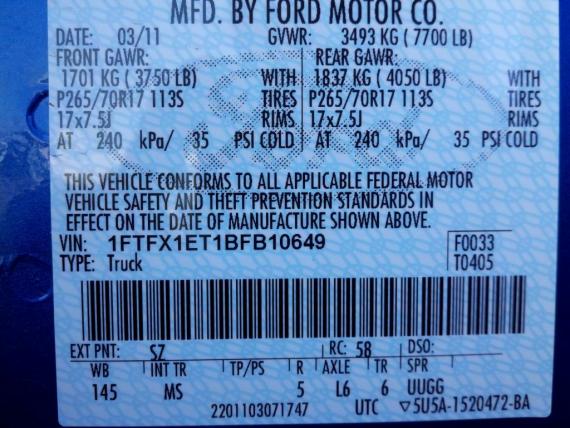 MFD. BY FORD MOTOR CO.
DATE: 03/11 GVWR: 3493 KG ( 7700 LB)
FRONT GAWR: REAR GAWR:
1701 KG ( 3750 LB) WITH 1837 KG ( 4050 LB) WITH
P265/70R17 113S TIRES P265/70R17 113S TIRES
17x7.5J RIMS 17x7.5J RIMS
AT 240 kPa/ 35 PSI COLD AT 240 kPa/ 35 PSI COLD
THIS VEHICLE CONFORMS TO ALL APPLICABLE FEDERAL MOTOR
VEHICLE SAFETY AND THEFT PREVENTION STANDARDS IN
EFFECT ON THE DATE OF MANUFACTURE SHOWN ABOVE.
VIN: 1FTFX1ET1BFB10649 F0033
TYPE: Truck T0405
EXT PNT: SZ RC: 58 DSO:
WB INT TR TP/PS R AXLE TR SPR
145 MS 5 L6 6 UUGG
2201103071747 UTC ▽5U5A-1520472-BA